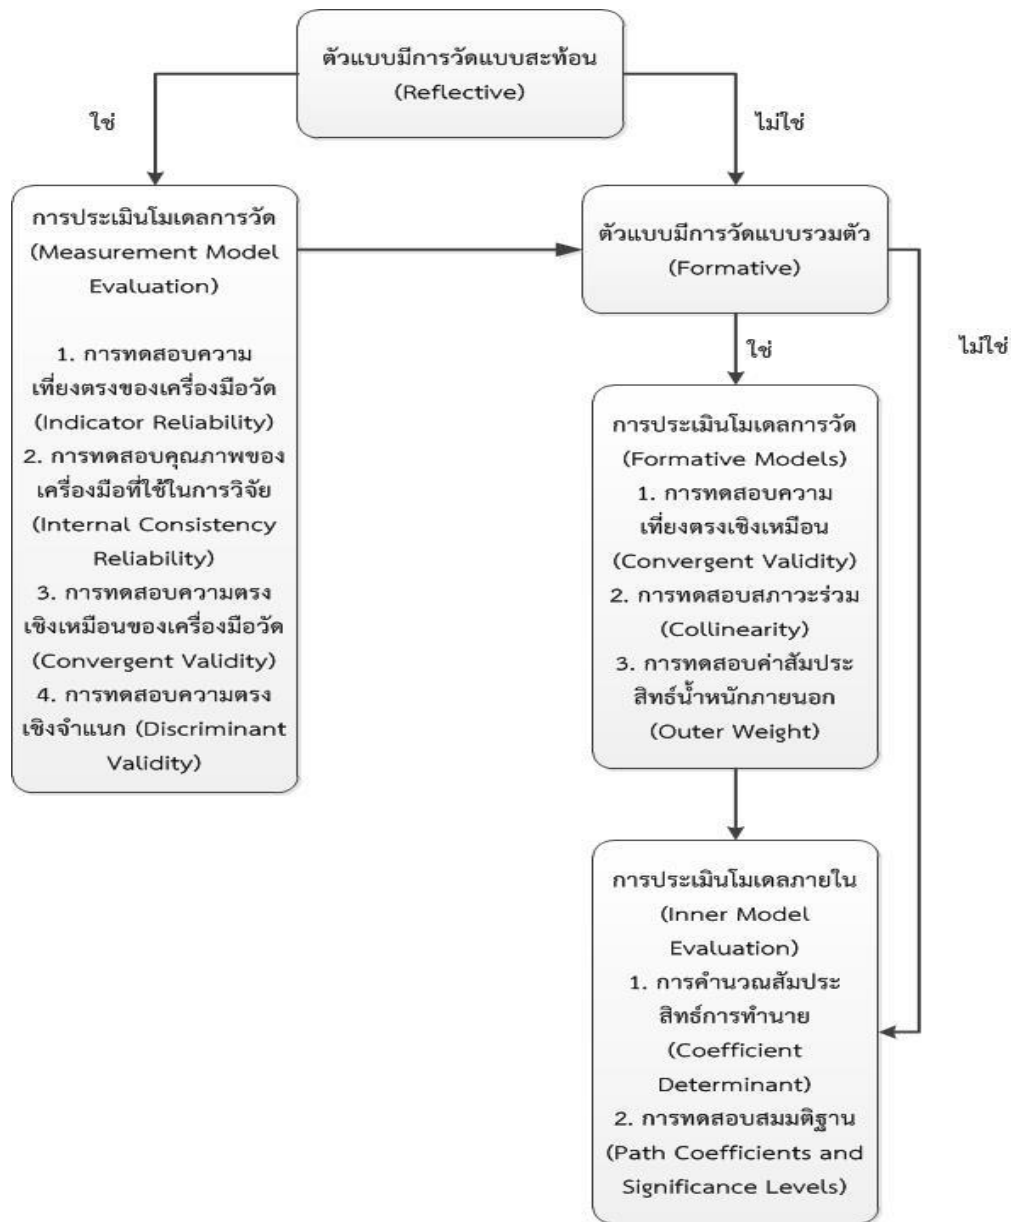 ตัวแบบมีการวัดแบบสะท้อน
(Reflective)
ใช่
ไม่ใช่
การประเมินโมเดลการวัด
(Measurement Model
Evaluation)
1. การทดสอบความ
เที่ยงตรงของเครื่องมือวัด
(Indicator Reliability)
2. การทดสอบคุณภาพของ
เครื่องมือที่ใช้ในการวิจัย
(Internal Consistency
Reliability)
3. การทดสอบความตรง
เชิงเหมือนของเครื่องมือวัด
(Convergent Validity)
4. การทดสอบความตรง
เชิงจำแนก (Discriminant
Validity)
ตัวแบบมีการวัดแบบรวมตัว
(Formative)
ใช่
ไม่ใช่
การประเมินโมเดลการวัด
(Formative Models)
1. การทดสอบความ
เที่ยงตรงเชิงเหมือน
(Convergent Validity)
2. การทดสอบสภาวะร่วม
(Collinearity)
3. การทดสอบค่าสัมประ
สิทธ์น้ำหนักภายนอก
(Outer Weight)
การประเมินโมเดลภายใน
(Inner Model
Evaluation)
1. การคำนวณสัมประ
สิทธ์การทำนาย
(Coefficient
Determinant)
2. การทดสอบสมมติฐาน
(Path Coefficients and
Significance Levels)